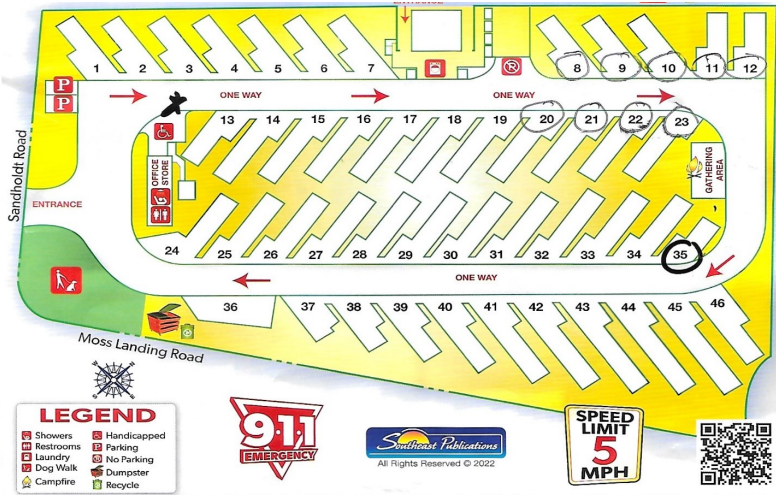 ENTRANCE
1 2 3 4 5 6 7 8 9 10 11 12
P
P
ONE WAY ONE WAY
13 14 15 16 17 18 19 20 21 22 23
OFFICE
STORE
GATHERING
AREA
Sandholdt Road
ENTRANCE
24 25 26 27 28 29 30 31 32 33 34 35
ONE WAY
36 37 38 39 40 41 42 43 44 45 46
Moss Landing Road
LEGEND
Showers
Restrooms
Laundry
Dog Walk
Campfire
Handicapped
P Parking
No Parking
Dumpster
Recycle
9-1-1
EMERGENCY
Southeast Publications
All Rights Reserved © 2022
SPEED
LIMIT
5
MPH